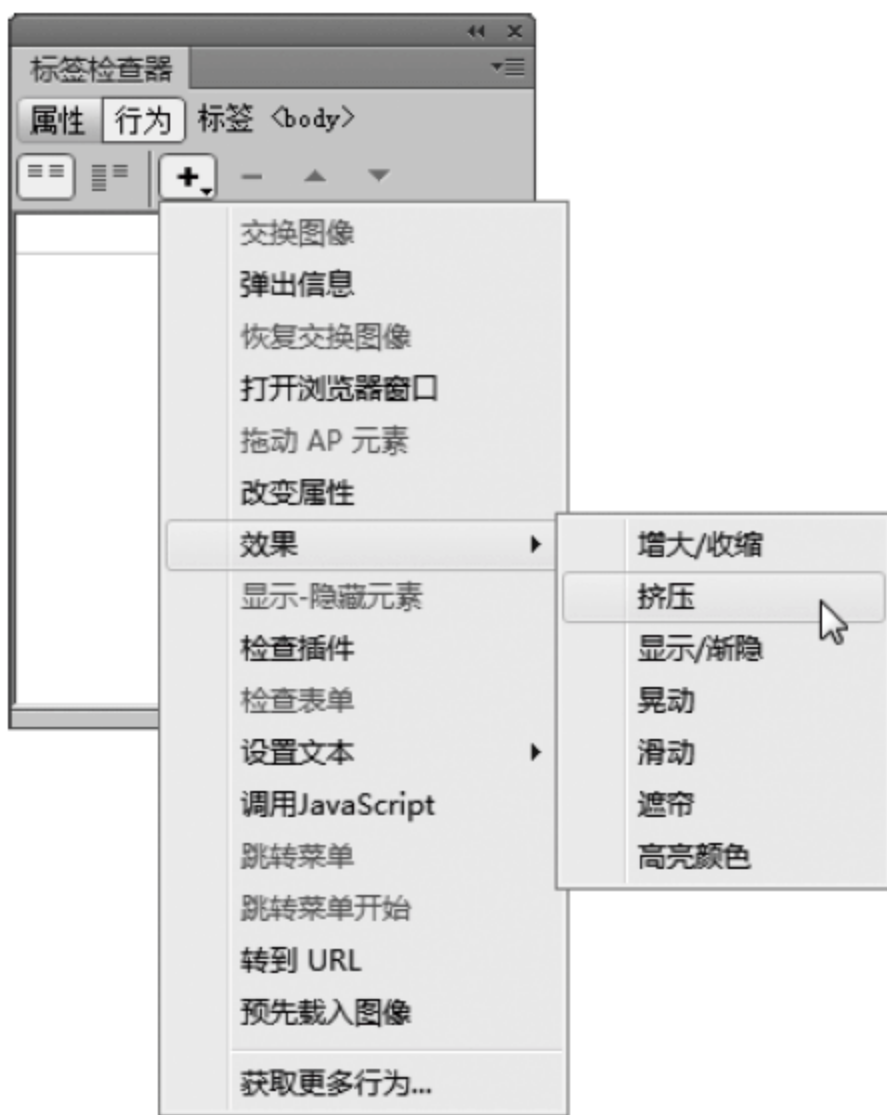 标签检查器
属性 行为 标签 <body>
交换图像
弹出信息
恢复交换图像
打开浏览器窗口
拖动 AP 元素
改变属性
效果
显示-隐藏元素
检查插件
检查表单
设置文本
调用JavaScript
跳转菜单
跳转菜单开始
转到 URL
预先载入图像
获取更多行为...
增大/收缩
挤压
显示/渐隐
晃动
滑动
遮帘
高亮颜色